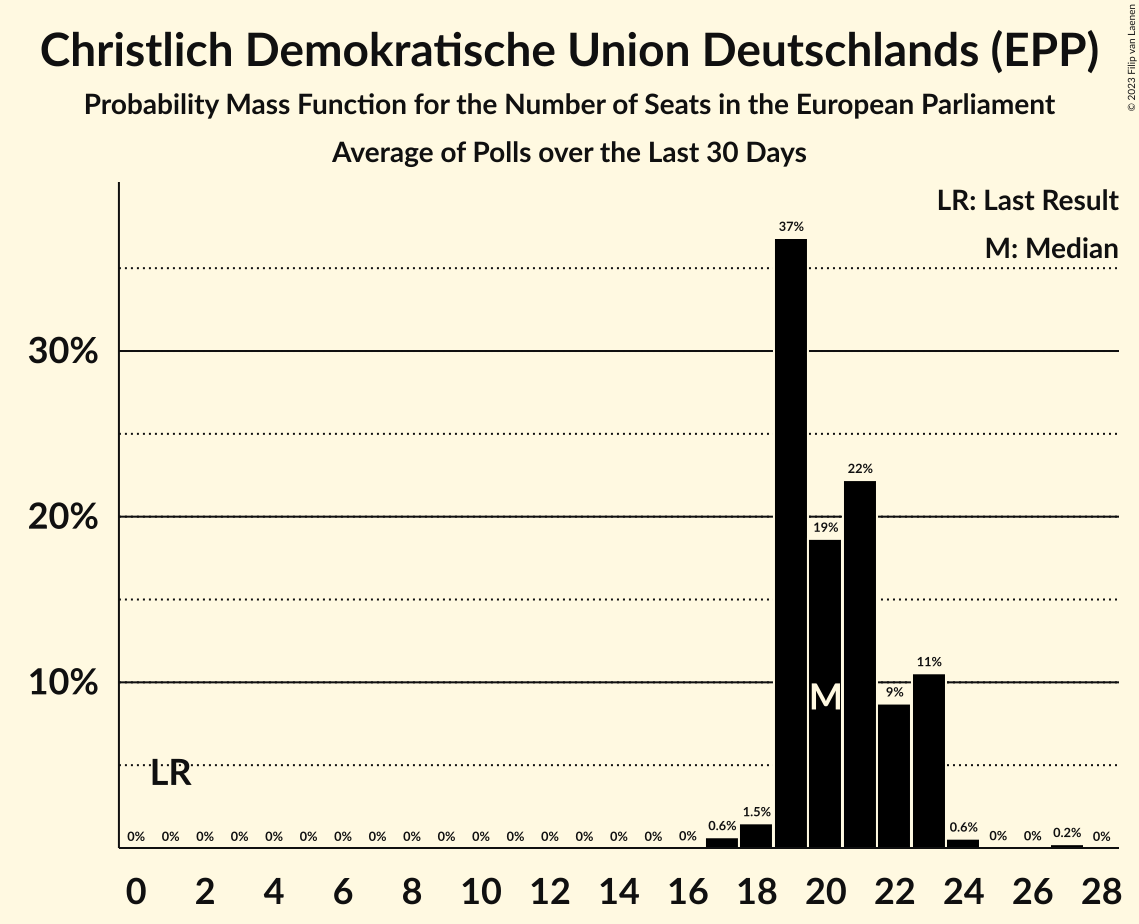 Christlich Demokratische Union Deutschlands (EPP)
Probability Mass Function for the Number of Seats in the European Parliament
Average of Polls over the Last 30 Days
© 2023 Filip van Laenen
LR: Last Result
M: Median
37%
30%
22%
20%
19%
11%
10%
9%
M
LR
0% 0% 0% 0% 0% 0% 0% 0% 0% 0% 0% 0% 0% 0% 0% 0% 0% 0.6% 1.5% 0.6% 0% 0% 0.2% 0%
0 2 4 6 8 10 12 14 16 18 20 22 24 26 28